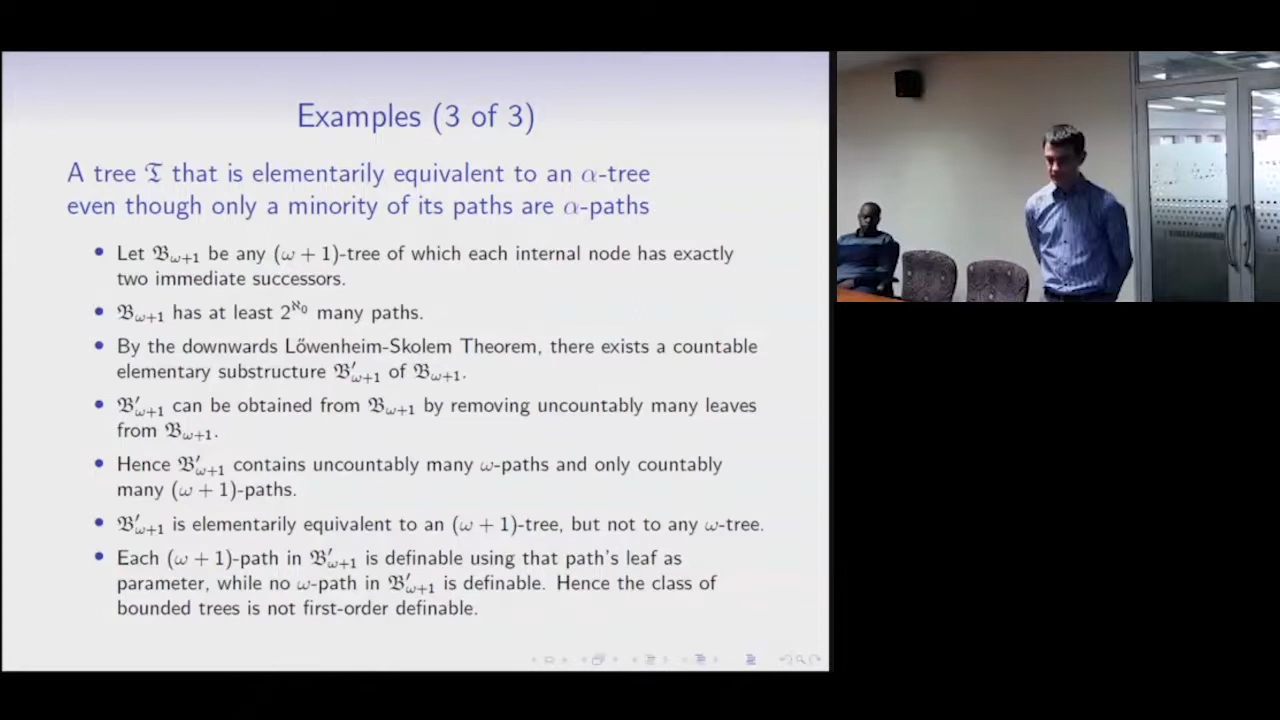 Examples (3 of 3)
A tree 𝔗 that is elementarily equivalent to an α-tree
even though only a minority of its paths are α-paths
• Let 𝔅ω+1 be any (ω + 1)-tree of which each internal node has exactly
two immediate successors.
• 𝔅ω+1 has at least 2^ℵ0 many paths.
• By the downwards Lőwenheim-Skolem Theorem, there exists a countable
elementary substructure 𝔅′ω+1 of 𝔅ω+1.
• 𝔅′ω+1 can be obtained from 𝔅ω+1 by removing uncountably many leaves
from 𝔅ω+1.
• Hence 𝔅′ω+1 contains uncountably many ω-paths and only countably
many (ω + 1)-paths.
• 𝔅′ω+1 is elementarily equivalent to an (ω + 1)-tree, but not to any ω-tree.
• Each (ω + 1)-path in 𝔅′ω+1 is definable using that path's leaf as
parameter, while no ω-path in 𝔅′ω+1 is definable. Hence the class of
bounded trees is not first-order definable.